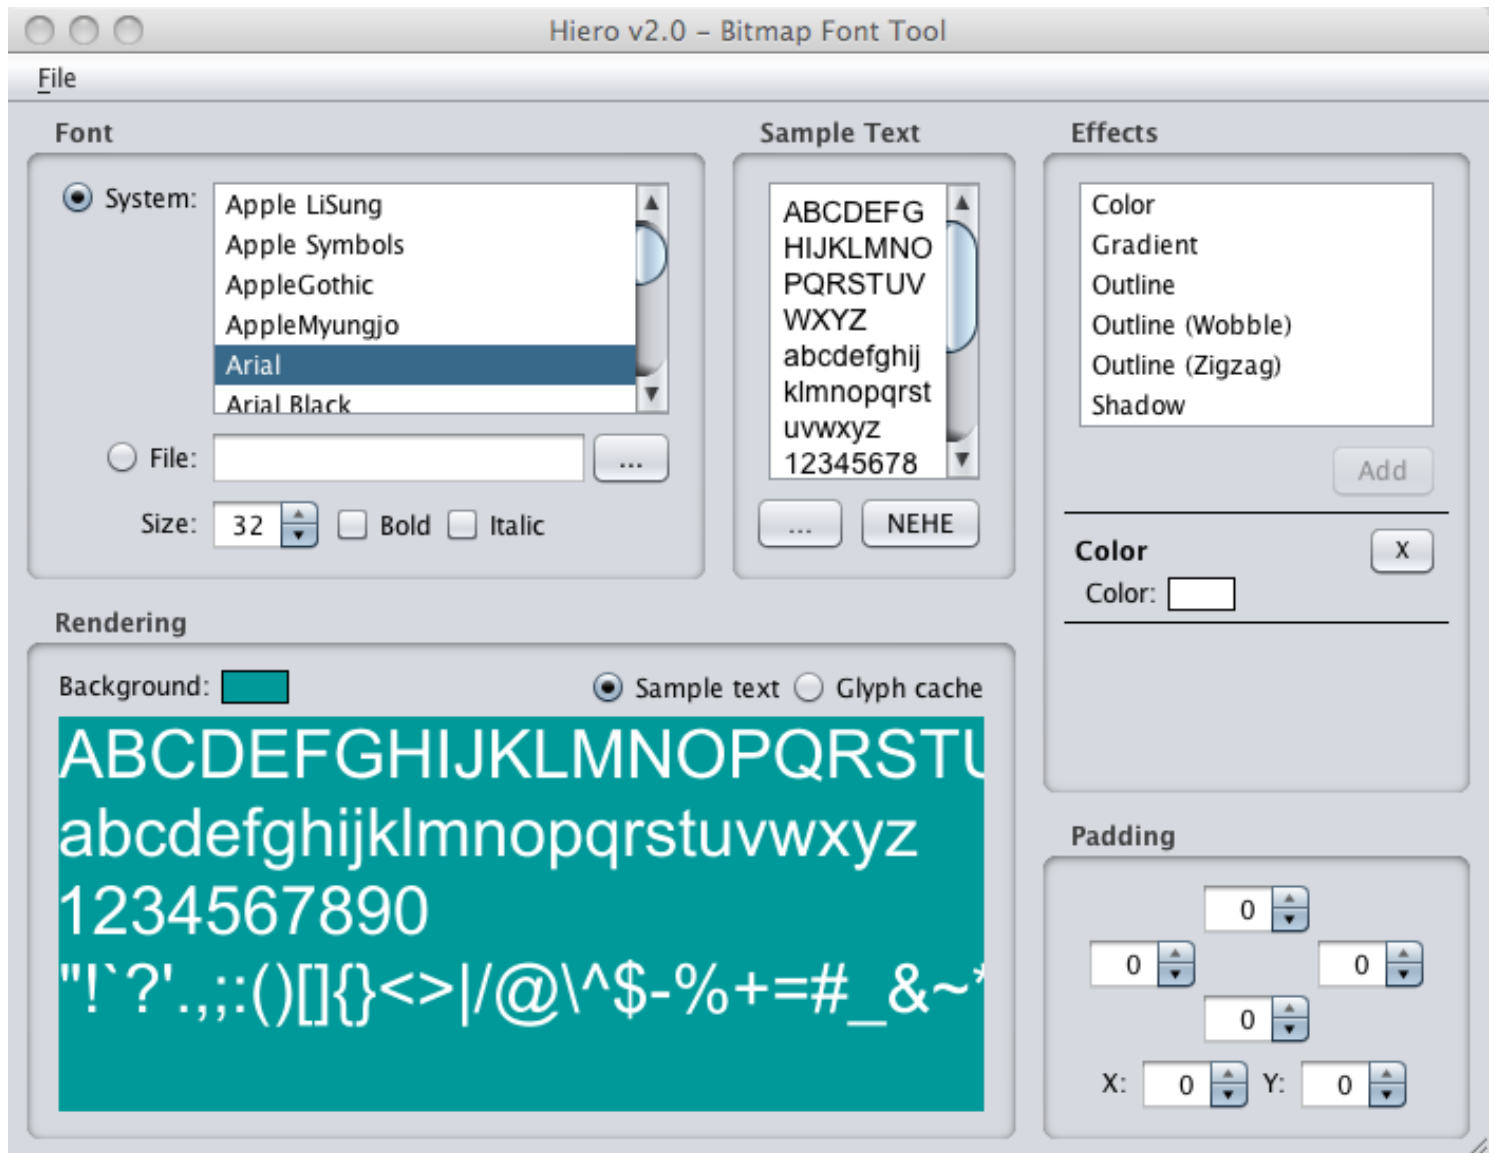 Hiero v2.0 – Bitmap Font Tool
File
Font
System:
Apple LiSung
Apple Symbols
AppleGothic
AppleMyungjo
Arial
Arial Black
File:
...
Size: 32 Bold Italic
Sample Text
ABCDEFG
HIJKLMNO
PQRSTUV
WXYZ
abcdefghij
klmnopqrst
uvwxyz
12345678
... NEHE
Effects
Color
Gradient
Outline
Outline (Wobble)
Outline (Zigzag)
Shadow
Add
Color X
Color:
Rendering
Background: Sample text Glyph cache
ABCDEFGHIJKLMNOPQRSTU
abcdefghijklmnopqrstuvwxyz
1234567890
"!`?'.,;:()[]{}<>|/@\^$-%+=#_&~*
Padding
0
0 0
0
X: 0 Y: 0